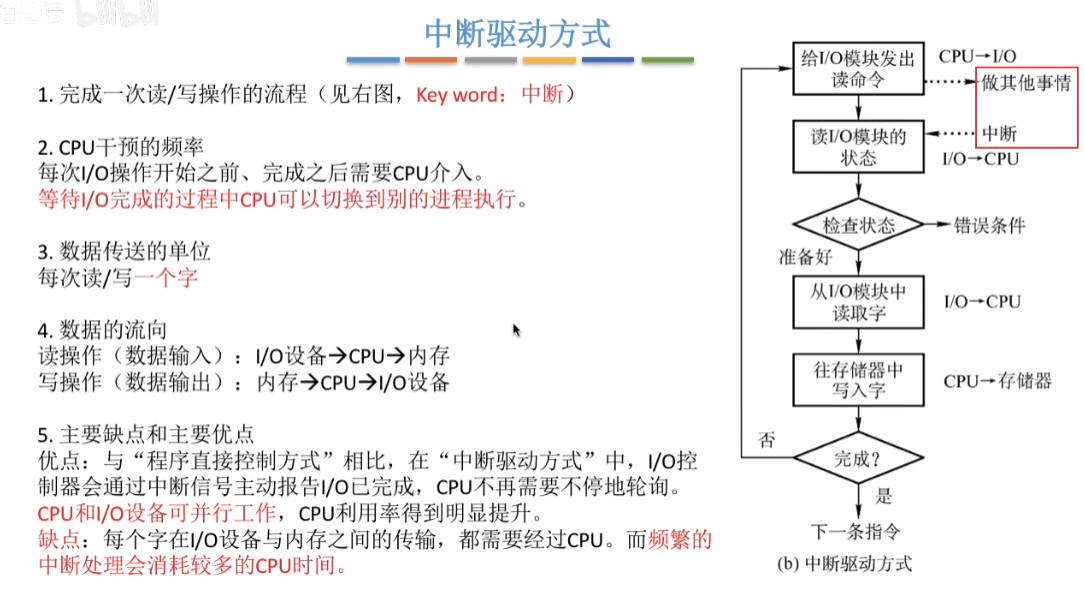 中断驱动方式
1. 完成一次读/写操作的流程（见右图，Key word：中断）
2. CPU干预的频率
每次I/O操作开始之前、完成之后需要CPU介入。
等待I/O完成的过程中CPU可以切换到别的进程执行。
3. 数据传送的单位
每次读/写一个字
4. 数据的流向
读操作（数据输入）：I/O设备→CPU→内存
写操作（数据输出）：内存→CPU→I/O设备
5. 主要缺点和主要优点
优点：与“程序直接控制方式”相比，在“中断驱动方式”中，I/O控
制器会通过中断信号主动报告I/O已完成，CPU不再需要不停地轮询。
CPU和I/O设备可并行工作，CPU利用率得到明显提升。
缺点：每个字在I/O设备与内存之间的传输，都需要经过CPU。而频繁的
中断处理会消耗较多的CPU时间。
给I/O模块发出
读命令
CPU→I/O
做其他事情
读I/O模块的
状态
中断
I/O→CPU
检查状态
错误条件
准备好
从I/O模块中
读取字
I/O→CPU
往存储器中
写入字
CPU→存储器
否
完成？
是
下一条指令
(b) 中断驱动方式